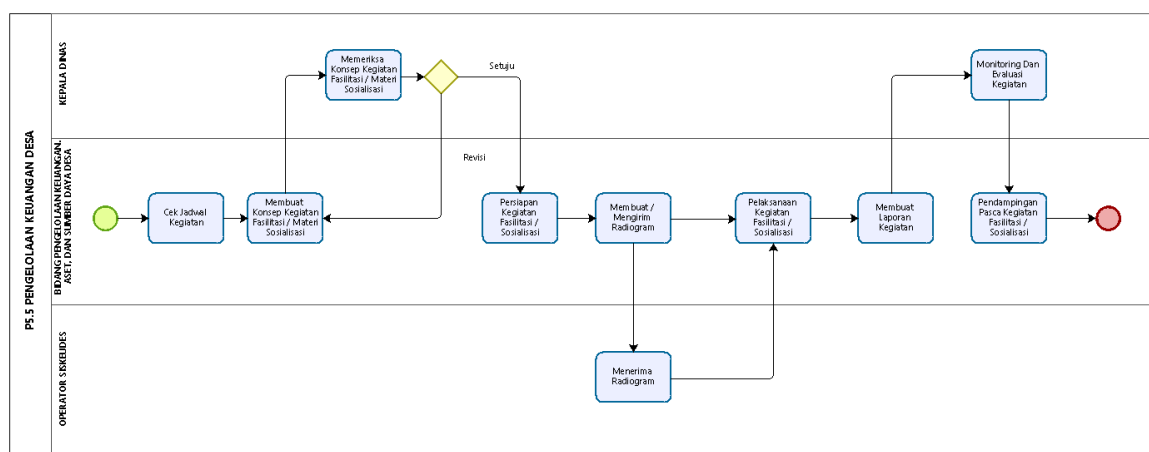 P5.5 PENGELOLAAN KEUANGAN DESA
KEPALA DINAS
Memeriksa
Konsep Kegiatan
Fasilitasi / Materi
Sosialisasi
Setuju
Revisi
Monitoring Dan
Evaluasi
Kegiatan
BIDANG PENGELOLAAN KEUANGAN,
ASET, DAN SUMBER DAYA DESA
Cek Jadwal
Kegiatan
Membuat
Konsep Kegiatan
Fasilitasi / Materi
Sosialisasi
Persiapan
Kegiatan
Fasilitasi /
Sosialisasi
Membuat /
Mengirim
Radiogram
Pelaksanaan
Kegiatan
Fasilitasi /
Sosialisasi
Membuat
Laporan
Kegiatan
Pendampingan
Pasca Kegiatan
Fasilitasi /
Sosialisasi
OPERATOR SISKEUDES
Menerima
Radiogram